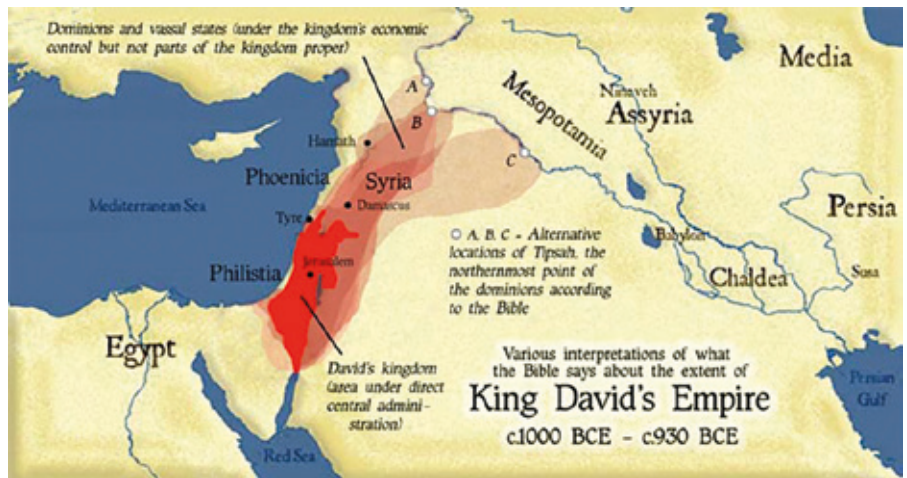 Dominions and vassal states (under the kingdom's economic
control but not parts of the kingdom proper)
Media
A
Mesopotamia
Ninaveh
Assyria
B
Hamath
C
Phoenicia
Syria
Mediterranean Sea
Damascus
Persia
Tyre
A, B, C - Alternative
locations of Tipsah, the
northernmost point of
the dominions according
to the Bible
Babylon
Jerusalem
Philistia
Chaldea
Susa
Egypt
David's kingdom
(area under direct
central admini-
stration)
Various interpretations of what
the Bible says about the extent of
King David's Empire
c.1000 BCE - c.930 BCE
Persian
Gulf
Red Sea